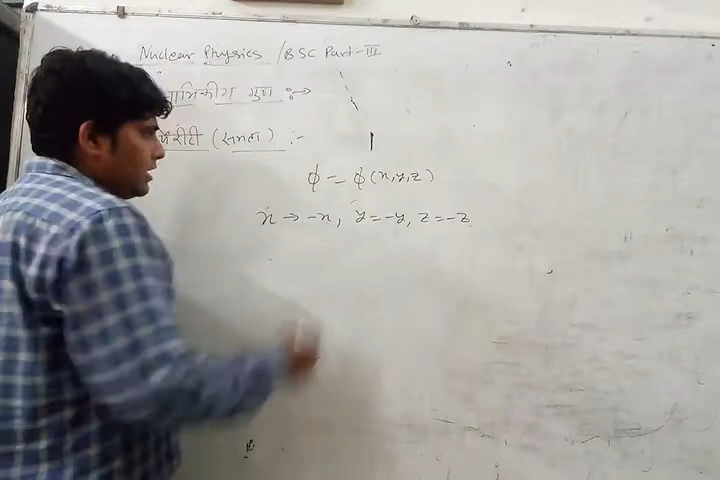 Nuclear Physics / BSC Part-III
नाभिकीय गुण :→
पैरीटी (समता) :-
ϕ = ϕ(x,y,z)
x → -x, y = -y, z = -z